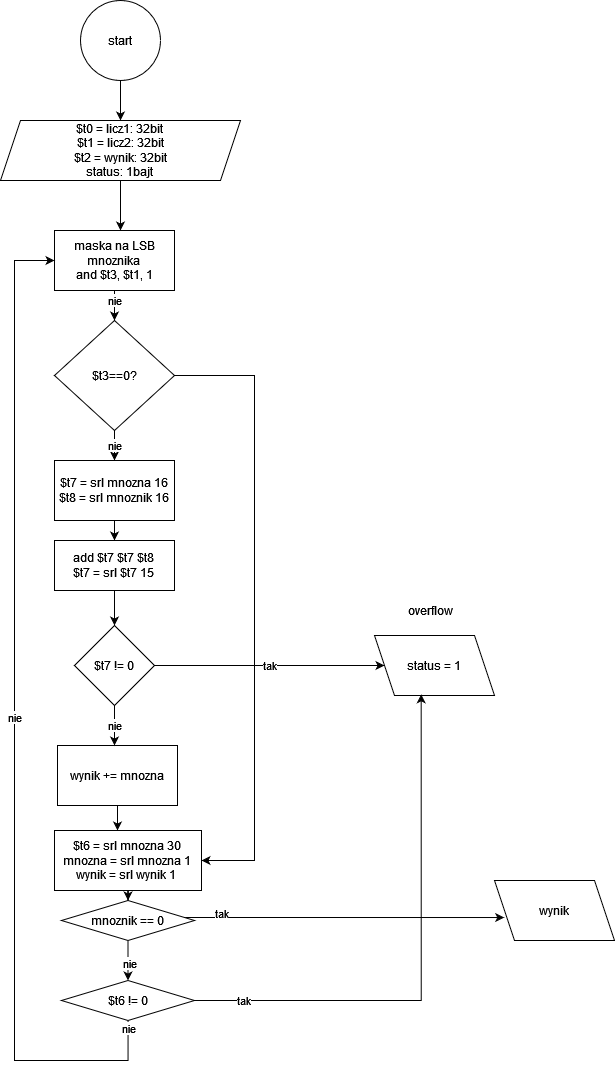 start
$t0 = licz1: 32bit
$t1 = licz2: 32bit
$t2 = wynik: 32bit
status: 1bajt
maska na LSB
mnoznika
and $t3, $t1, 1
nie
$t3==0?
nie
$t7 = srl mnozna 16
$t8 = srl mnoznik 16
add $t7 $t7 $t8
$t7 = srl $t7 15
overflow
$t7 != 0
tak
status = 1
nie
nie
wynik += mnozna
$t6 = srl mnozna 30
mnozna = srl mnozna 1
wynik = srl wynik 1
mnoznik == 0
tak
wynik
nie
$t6 != 0
tak
nie